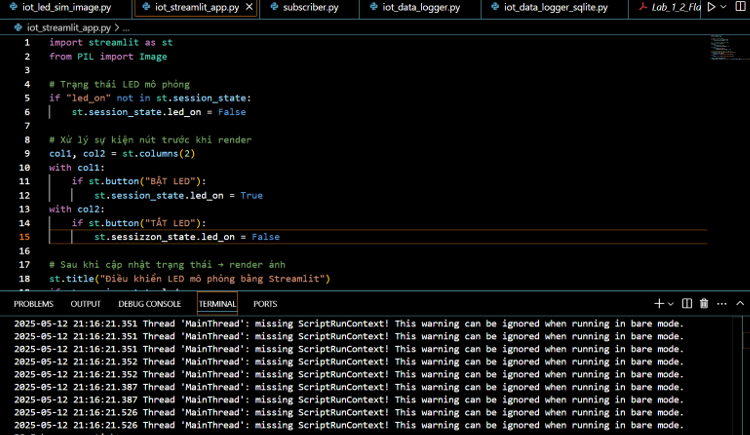 iot_led_sim_image.py iot_streamlit_app.py subscriber.py iot_data_logger.py iot_data_logger_sqlite.py Lab_1_2_Fla
iot_streamlit_app.py > ...
1 import streamlit as st
2 from PIL import Image
3
4 # Trạng thái LED mô phỏng
5 if "led_on" not in st.session_state:
6 st.session_state.led_on = False
7
8 # Xử lý sự kiện nút trước khi render
9 col1, col2 = st.columns(2)
10 with col1:
11 if st.button("BẬT LED"):
12 st.session_state.led_on = True
13 with col2:
14 if st.button("TẮT LED"):
15 st.sessizzon_state.led_on = False
16
17 # Sau khi cập nhật trạng thái → render ảnh
18 st.title("Điều khiển LED mô phỏng bằng Streamlit")
PROBLEMS OUTPUT DEBUG CONSOLE TERMINAL PORTS
2025-05-12 21:16:21.351 Thread 'MainThread': missing ScriptRunContext! This warning can be ignored when running in bare mode.
2025-05-12 21:16:21.351 Thread 'MainThread': missing ScriptRunContext! This warning can be ignored when running in bare mode.
2025-05-12 21:16:21.351 Thread 'MainThread': missing ScriptRunContext! This warning can be ignored when running in bare mode.
2025-05-12 21:16:21.352 Thread 'MainThread': missing ScriptRunContext! This warning can be ignored when running in bare mode.
2025-05-12 21:16:21.352 Thread 'MainThread': missing ScriptRunContext! This warning can be ignored when running in bare mode.
2025-05-12 21:16:21.387 Thread 'MainThread': missing ScriptRunContext! This warning can be ignored when running in bare mode.
2025-05-12 21:16:21.387 Thread 'MainThread': missing ScriptRunContext! This warning can be ignored when running in bare mode.
2025-05-12 21:16:21.526 Thread 'MainThread': missing ScriptRunContext! This warning can be ignored when running in bare mode.
2025-05-12 21:16:21.526 Thread 'MainThread': missing ScriptRunContext! This warning can be ignored when running in bare mode.